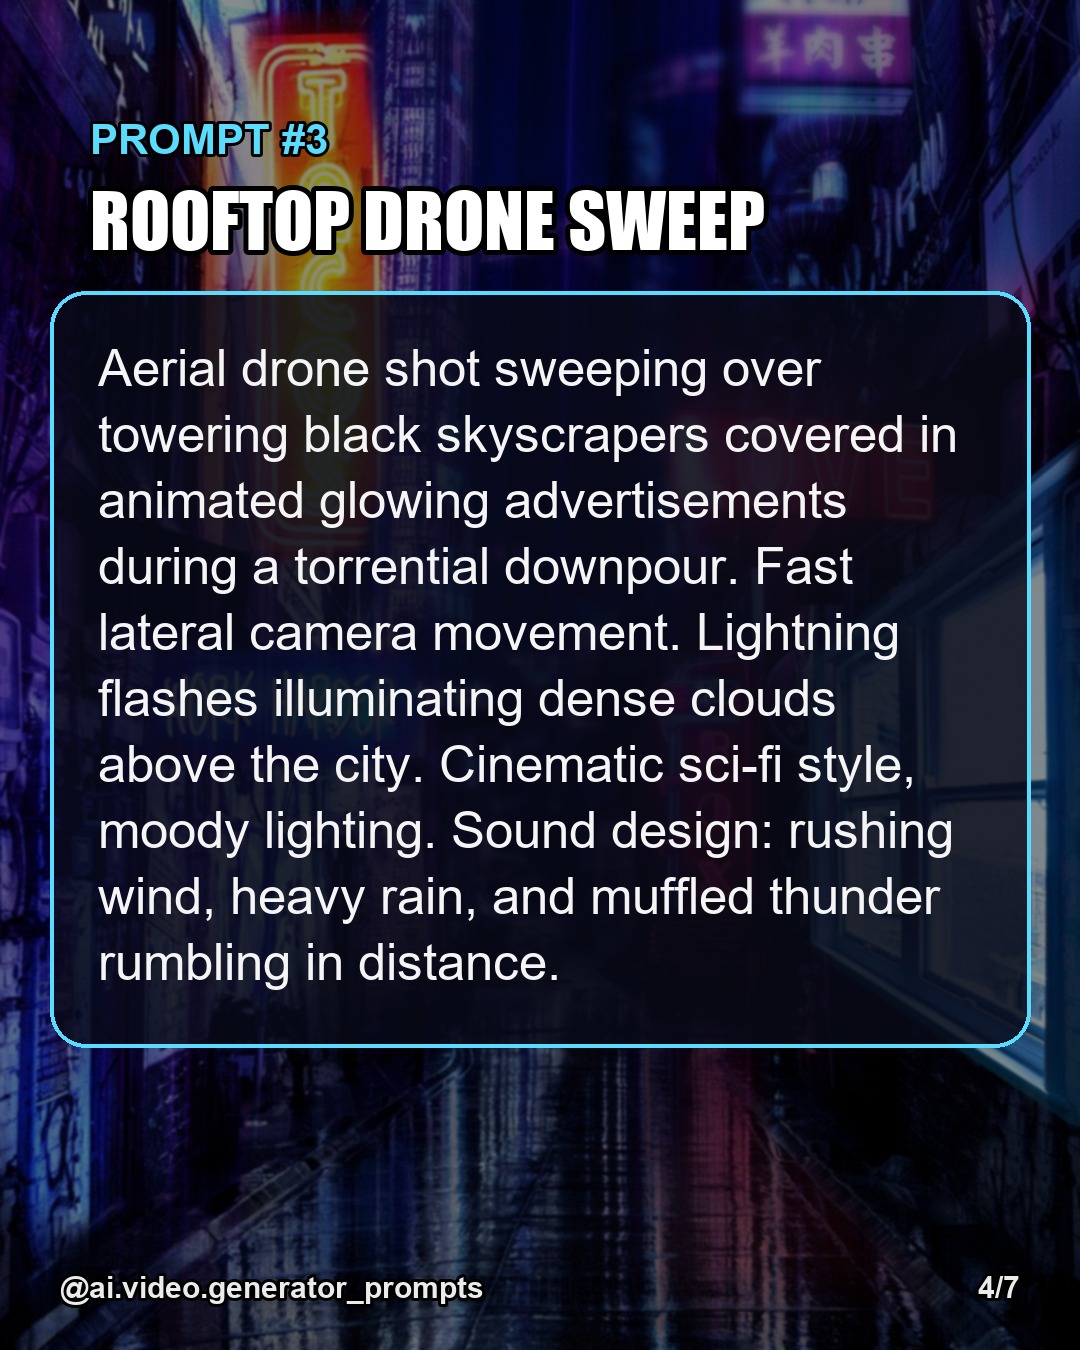 羊肉串
PROMPT #3
ROOFTOP DRONE SWEEP
Aerial drone shot sweeping over
towering black skyscrapers covered in
animated glowing advertisements
during a torrential downpour. Fast
lateral camera movement. Lightning
flashes illuminating dense clouds
above the city. Cinematic sci-fi style,
moody lighting. Sound design: rushing
wind, heavy rain, and muffled thunder
rumbling in distance.
@ai.video.generator_prompts
4/7